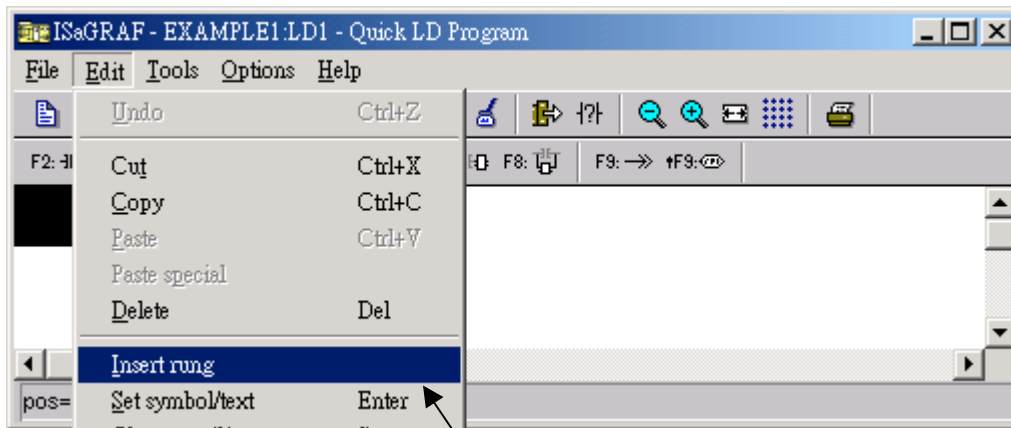 ISaGRAF - EXAMPLE1:LD1 - Quick LD Program
File Edit Tools Options Help
Undo Ctrl+Z
F2: F8: F9: F9:
Cut Ctrl+X
Copy Ctrl+C
Paste Ctrl+V
Paste special
Delete Del
Insert rung
pos= Set symbol/text Enter